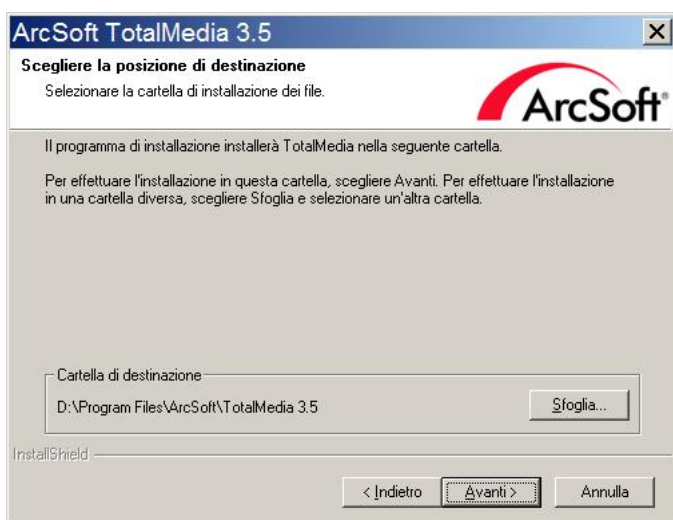 ArcSoft TotalMedia 3.5
Scegliere la posizione di destinazione
Selezionare la cartella di installazione dei file.
ArcSoft®
Il programma di installazione installerà TotalMedia nella seguente cartella.
Per effettuare l'installazione in questa cartella, scegliere Avanti. Per effettuare l'installazione
in una cartella diversa, scegliere Sfoglia e selezionare un'altra cartella.
Cartella di destinazione
D:\Program Files\ArcSoft\TotalMedia 3.5
Sfoglia...
InstallShield
< Indietro
Avanti >
Annulla